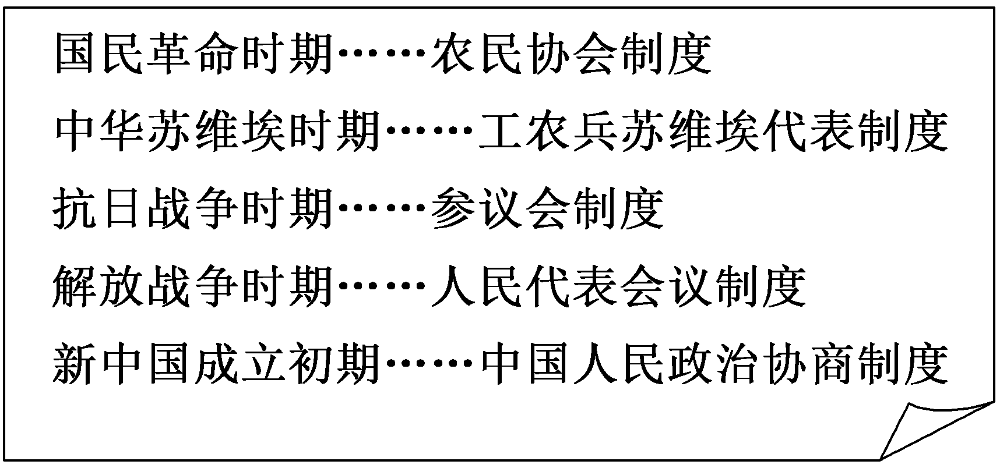 国民革命时期……农民协会制度
中华苏维埃时期……工农兵苏维埃代表制度
抗日战争时期……参议会制度
解放战争时期……人民代表会议制度
新中国成立初期……中国人民政治协商制度